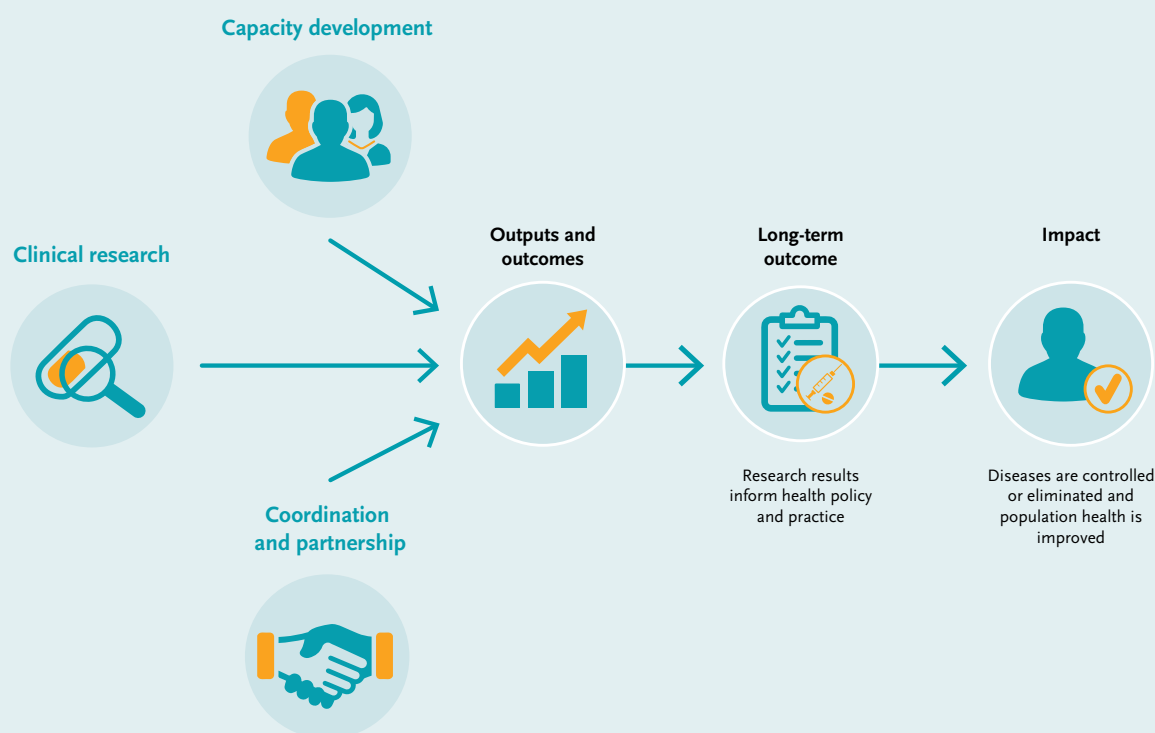 Capacity development
Clinical research
Outputs and
outcomes
Long-term
outcome
Impact
Research results
inform health policy
and practice
Diseases are controlled
or eliminated and
population health is
improved
Coordination
and partnership